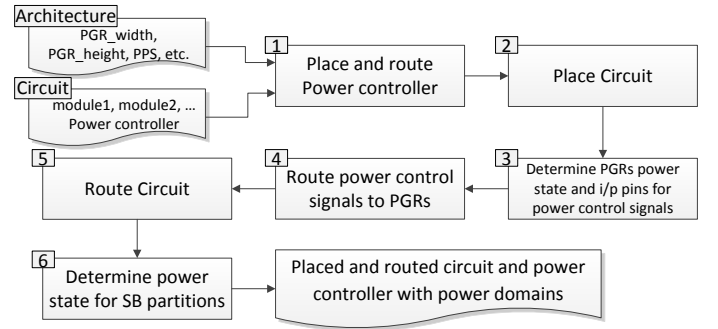 Architecture
PGR_width,
PGR_height, PPS, etc.
Circuit
module1, module2, ...
Power controller
1
Place and route
Power controller
2
Place Circuit
3
Determine PGRs power
state and i/p pins for
power control signals
4
Route power control
signals to PGRs
5
Route Circuit
6
Determine power
state for SB partitions
Placed and routed circuit and power
controller with power domains